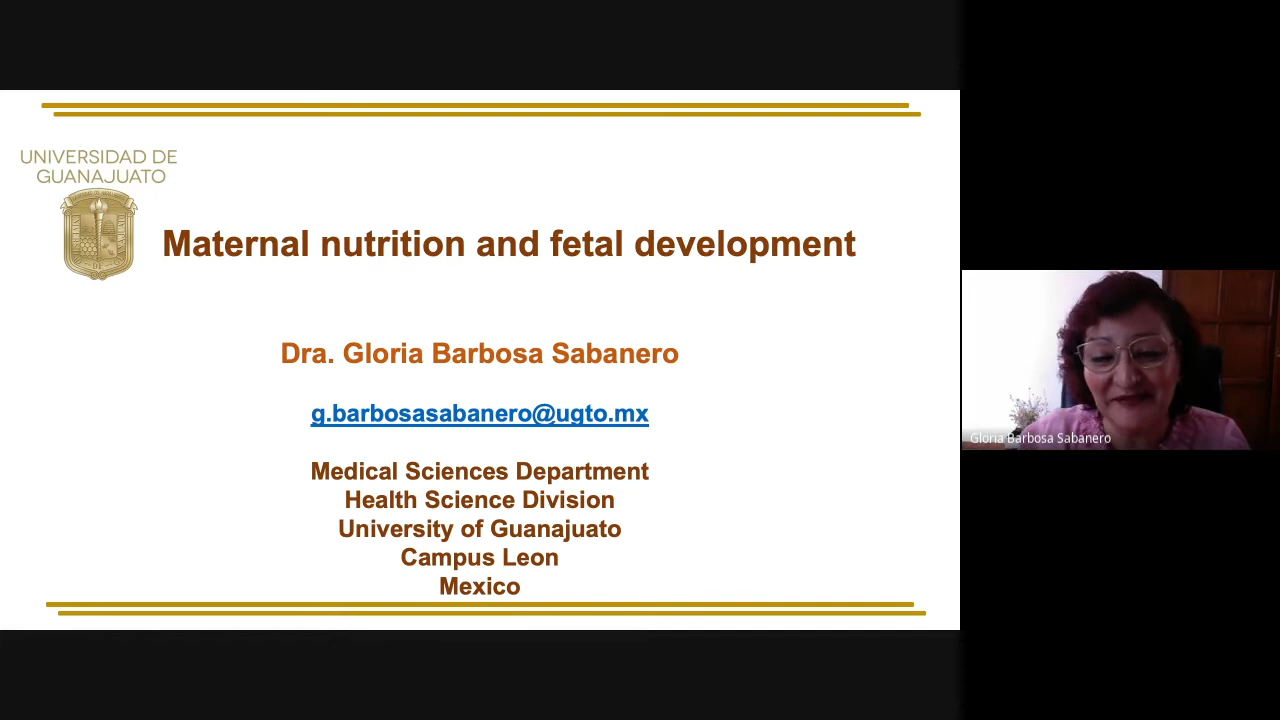 UNIVERSIDAD DE
GUANAJUATO
Maternal nutrition and fetal development
Dra. Gloria Barbosa Sabanero
g.barbosasabanero@ugto.mx
Medical Sciences Department
Health Science Division
University of Guanajuato
Campus Leon
Mexico
Gloria Barbosa Sabanero